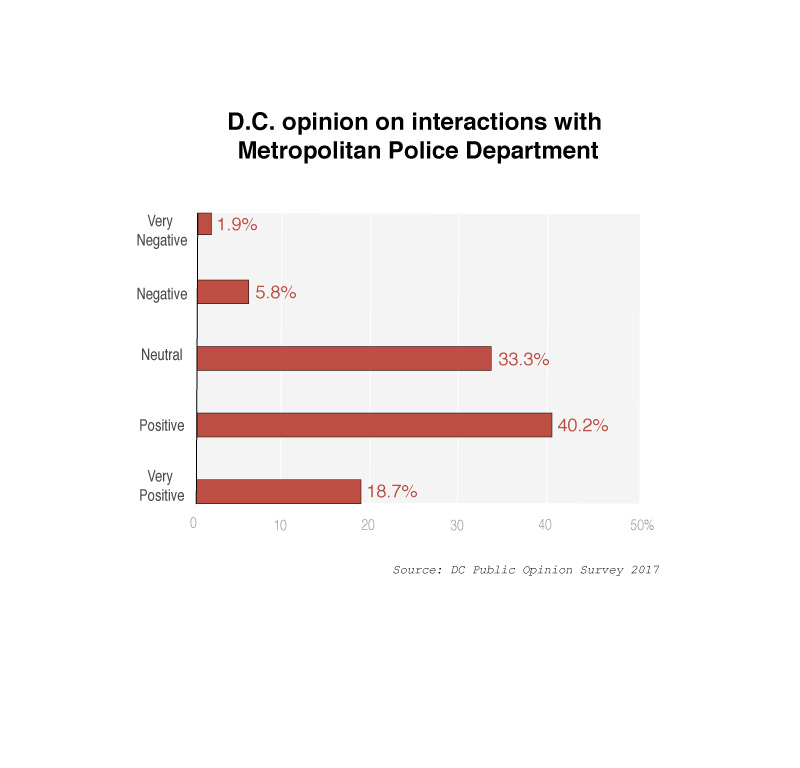 D.C. opinion on interactions with
Metropolitan Police Department
Very
Negative
1.9%
Negative
5.8%
Neutral
33.3%
Positive
40.2%
Very
Positive
18.7%
0 10 20 30 40 50%
Source: DC Public Opinion Survey 2017